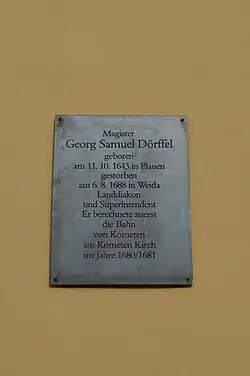 Magister
Georg Samuel Dörffel
geboren
am 11. 10. 1643 in Plauen
gestorben
am 6. 8. 1688 in Weida
Landdiakon
und Superintendent
Er berechnete zuerst
die Bahn
von Kometen
am Kometen Kirch
im Jahre 1680/1681